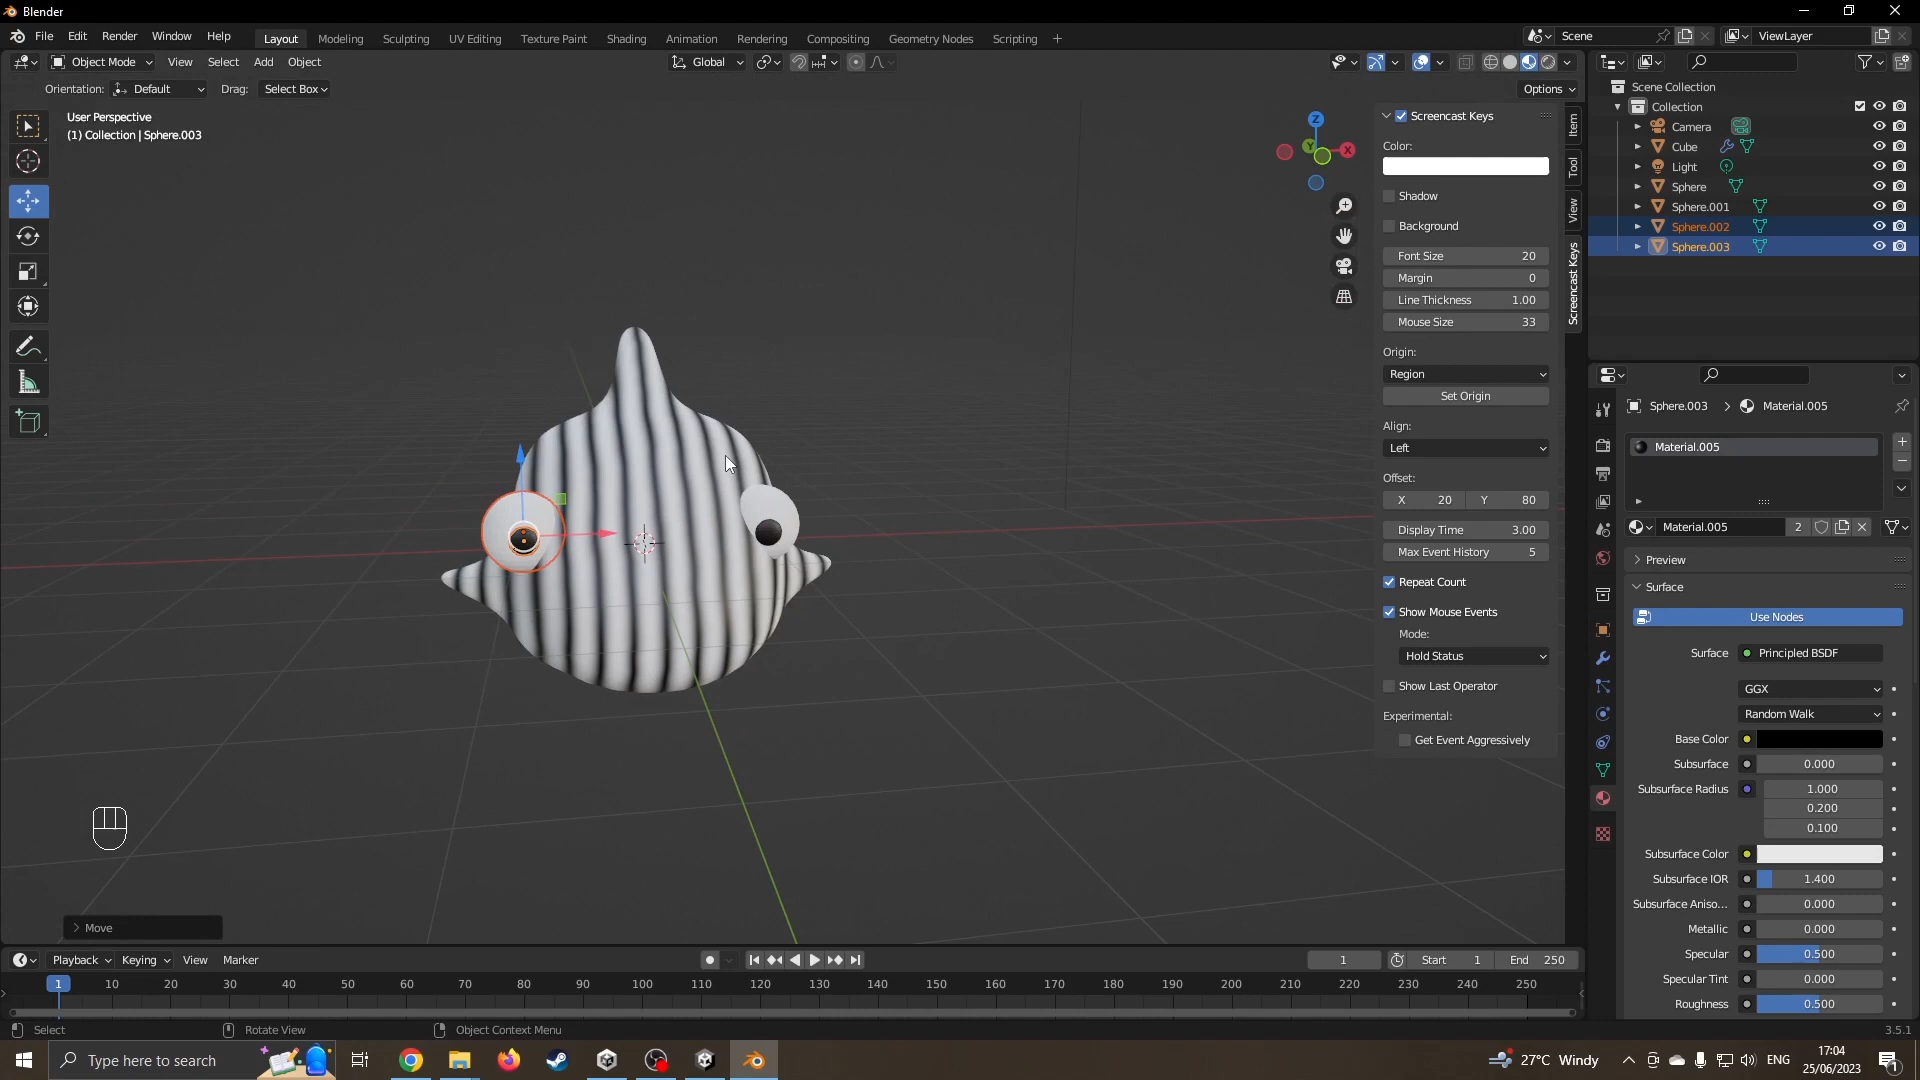 Blender
File Edit Render Window Help
Layout Modeling Sculpting UV Editing Texture Paint Shading Animation Rendering Compositing Geometry Nodes Scripting +
Scene
ViewLayer
Object Mode View Select Add Object
Global
Orientation: Default Drag: Select Box
Options
User Perspective
(1) Collection | Sphere.003
Z
Y
X
Screencast Keys
Color:
Shadow
Background
Font Size 20
Margin 0
Line Thickness 1.00
Mouse Size 33
Origin:
Region
Set Origin
Align:
Left
Offset:
X 20 Y 80
Display Time 3.00
Max Event History 5
Repeat Count
Show Mouse Events
Mode:
Hold Status
Show Last Operator
Experimental:
Get Event Aggressively
Item
Tool
View
Screencast Keys
Scene Collection
Collection
Camera
Cube
Light
Sphere
Sphere.001
Sphere.002
Sphere.003
Sphere.003 > Material.005
Material.005
Material.005 2
Preview
Surface
Use Nodes
Surface Principled BSDF
GGX
Random Walk
Base Color
Subsurface 0.000
Subsurface Radius 1.000
0.200
0.100
Subsurface Color
Subsurface IOR 1.400
Subsurface Aniso... 0.000
Metallic 0.000
Specular 0.500
Specular Tint 0.000
Roughness 0.500
Move
Playback Keying View Marker
1 Start 1 End 250
1 10 20 30 40 50 60 70 80 90 100 110 120 130 140 150 160 170 180 190 200 210 220 230 240 250
Select Rotate View Object Context Menu
3.5.1
Type here to search
27°C Windy
ENG
17:04
25/06/2023
1